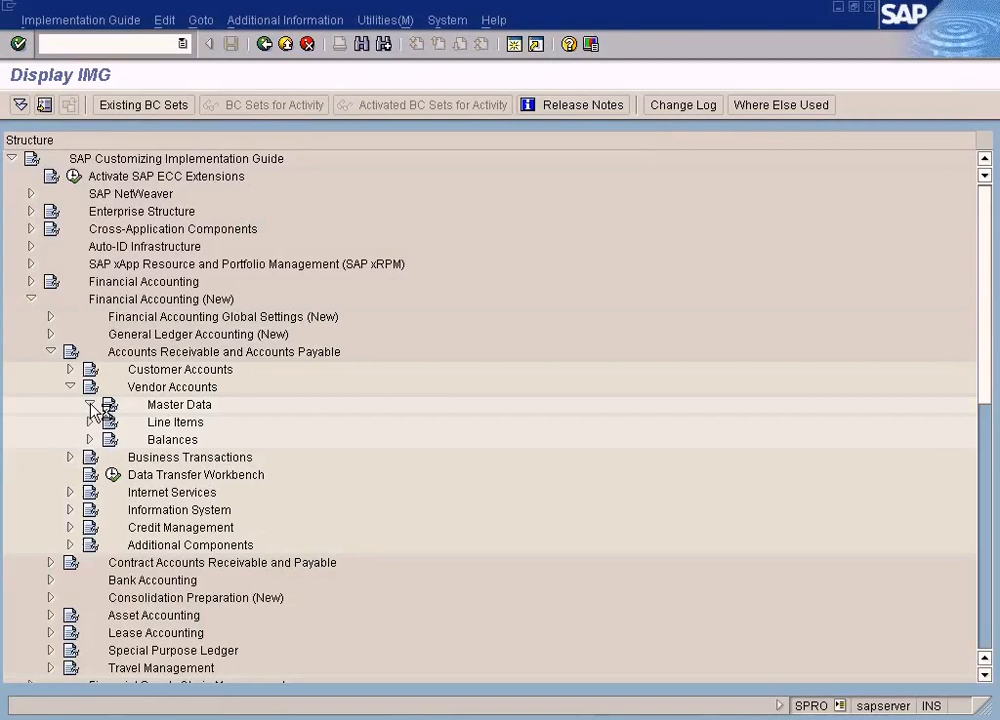 Implementation Guide Edit Goto Additional Information Utilities(M) System Help
SAP
Display IMG
Existing BC Sets BC Sets for Activity Activated BC Sets for Activity Release Notes Change Log Where Else Used
Structure
SAP Customizing Implementation Guide
Activate SAP ECC Extensions
SAP NetWeaver
Enterprise Structure
Cross-Application Components
Auto-ID Infrastructure
SAP xApp Resource and Portfolio Management (SAP xRPM)
Financial Accounting
Financial Accounting (New)
Financial Accounting Global Settings (New)
General Ledger Accounting (New)
Accounts Receivable and Accounts Payable
Customer Accounts
Vendor Accounts
Master Data
Line Items
Balances
Business Transactions
Data Transfer Workbench
Internet Services
Information System
Credit Management
Additional Components
Contract Accounts Receivable and Payable
Bank Accounting
Consolidation Preparation (New)
Asset Accounting
Lease Accounting
Special Purpose Ledger
Travel Management
SPRO sapserver INS